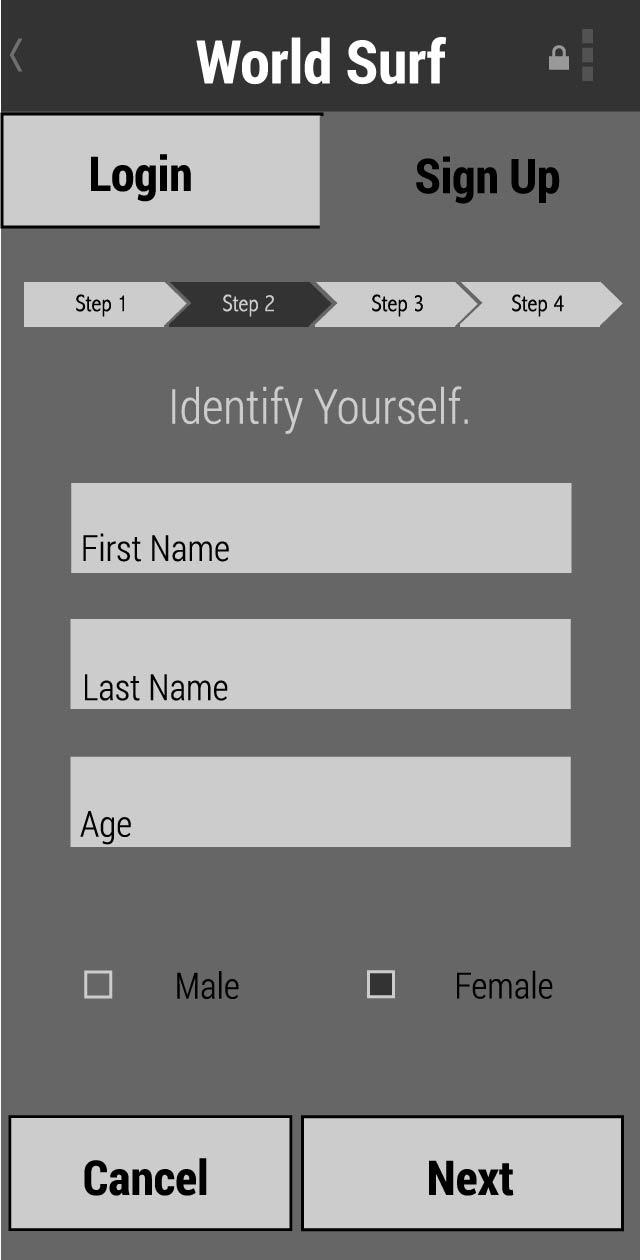 World Surf
Login Sign Up
Step 1 Step 2 Step 3 Step 4
Identify Yourself.
First Name
Last Name
Age
Male Female
Cancel Next